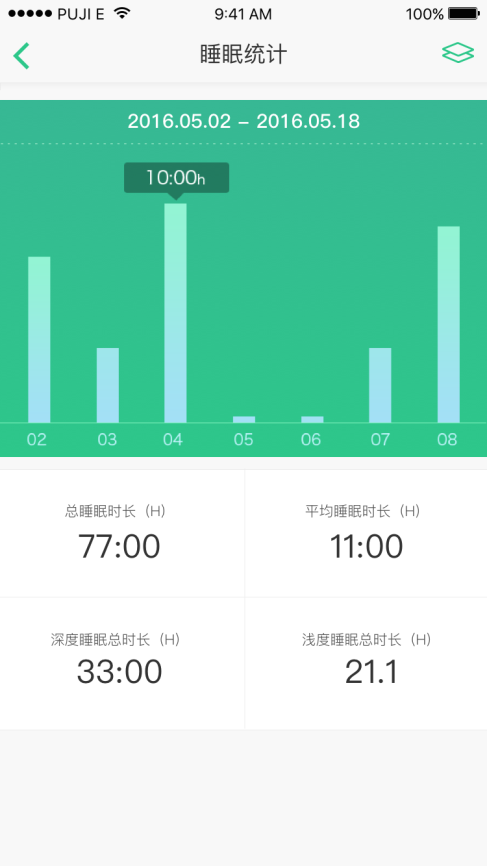 PUJI E 9:41 AM 100%
睡眠统计
2016.05.02 – 2016.05.18
10:00h
02 03 04 05 06 07 08
总睡眠时长（H） 平均睡眠时长（H）
77:00 11:00
深度睡眠总时长（H） 浅度睡眠总时长（H）
33:00 21.1